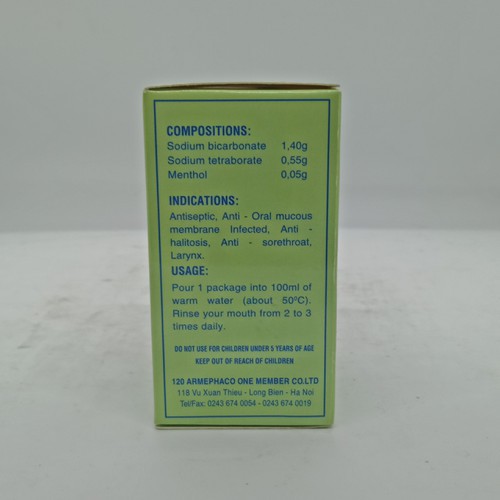 COMPOSITIONS:
Sodium bicarbonate 1,40g
Sodium tetraborate 0,55g
Menthol 0,05g
INDICATIONS:
Antiseptic, Anti - Oral mucous
membrane Infected, Anti -
halitosis, Anti - sorethroat,
Larynx.
USAGE:
Pour 1 package into 100ml of
warm water (about 50ºC).
Rinse your mouth from 2 to 3
times daily.
DO NOT USE FOR CHILDREN UNDER 5 YEARS OF AGE
KEEP OUT OF REACH OF CHILDREN
120 ARMEPHACO ONE MEMBER CO.LTD
118 Vu Xuan Thieu - Long Bien - Ha Noi
Tel/Fax: 0243 674 0054 - 0243 674 0019